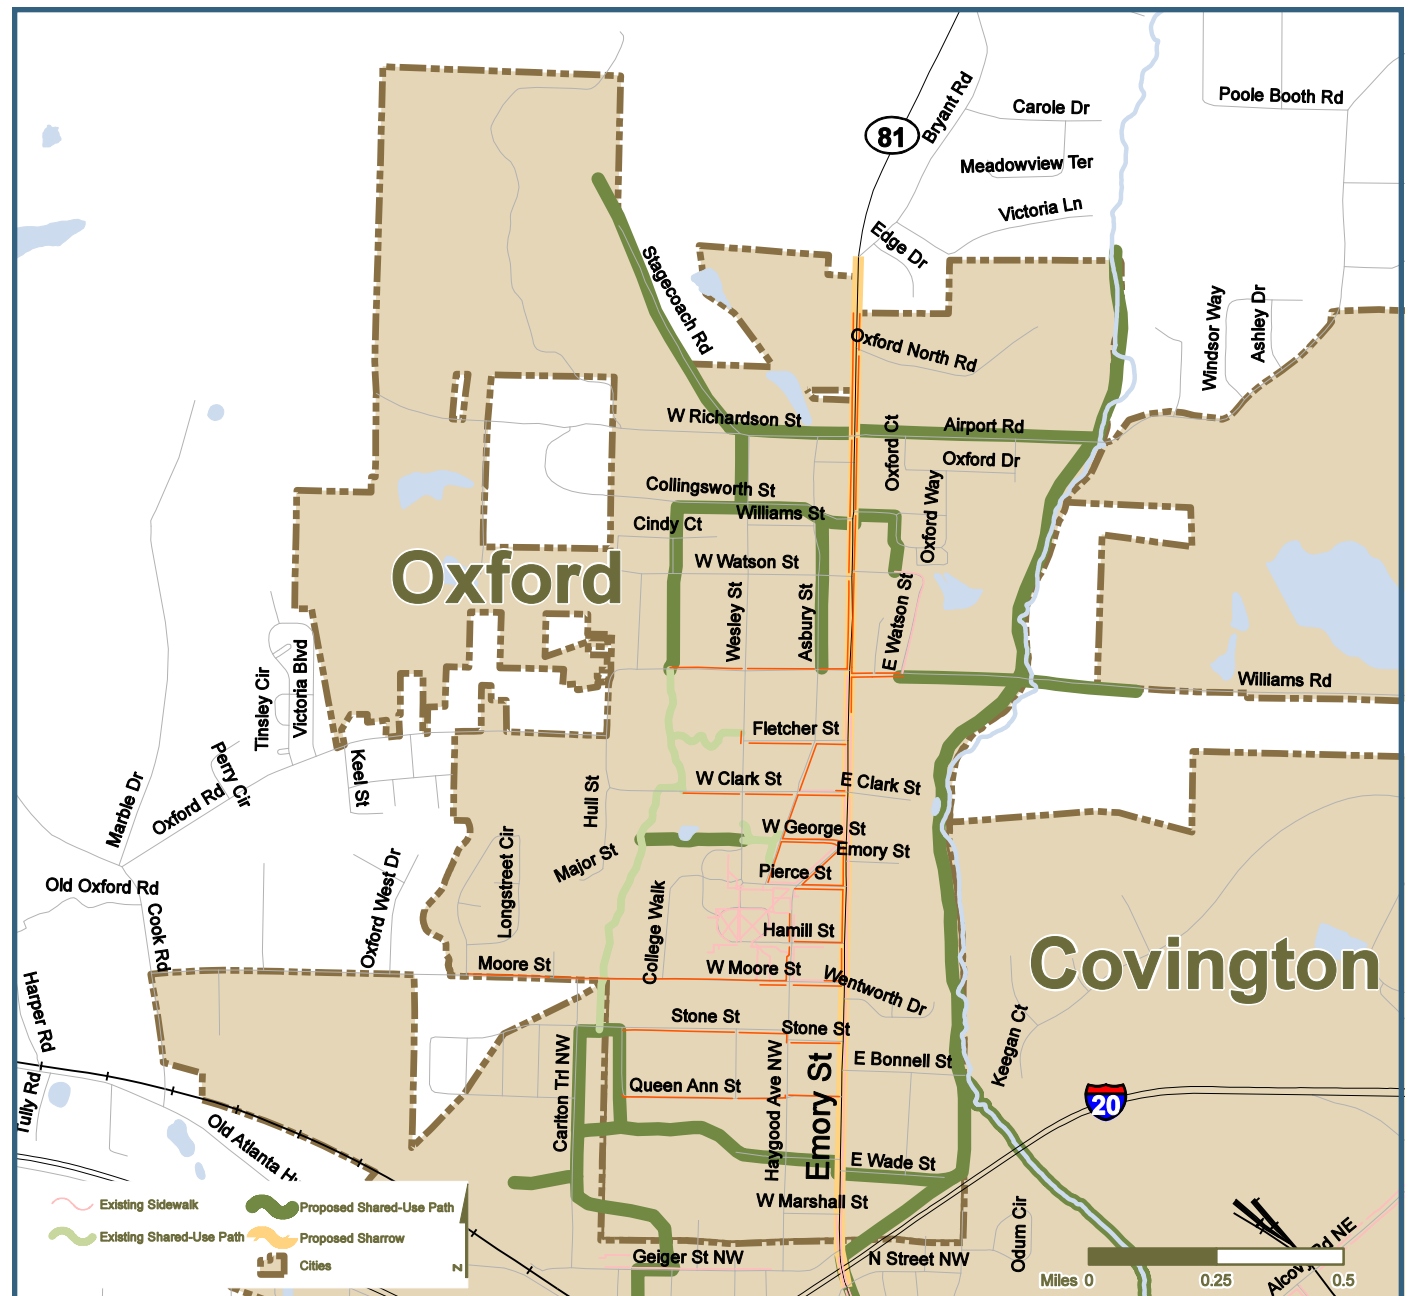 Poole Booth Rd
Carole Dr
Bryant Rd
81
Meadowview Ter
Victoria Ln
Edge Dr
Stagecoach Rd
Windsor Way
Ashley Dr
Oxford North Rd
W Richardson St
Oxford Ct
Airport Rd
Oxford Dr
Collingsworth St
Williams St
Cindy Ct
Oxford Way
W Watson St
Oxford
Wesley St
Asbury St
E Watson St
Tinsley Cir
Victoria Blvd
Williams Rd
Fletcher St
Perry Cir
Keel St
W Clark St
E Clark St
Marble Dr
Oxford Rd
Hull St
W George St
Emory St
Longstreet Cir
Major St
Pierce St
Old Oxford Rd
Oxford West Dr
Cook Rd
College Walk
Hamill St
Covington
Moore St
W Moore St
Wentworth Dr
Harper Rd
Stone St
Stone St
Keegan Ct
E Bonnell St
Tully Rd
Carlton Trl NW
Queen Ann St
Haygood Ave NW
Emory St
20
Old Atlanta H
E Wade St
W Marshall St
Existing Sidewalk
Proposed Shared-Use Path
Existing Shared-Use Path
Proposed Sharrow
Cities
N
Geiger St NW
N Street NW
Odum Cir
Alcovy Rd NE
Miles 0 0.25 0.5